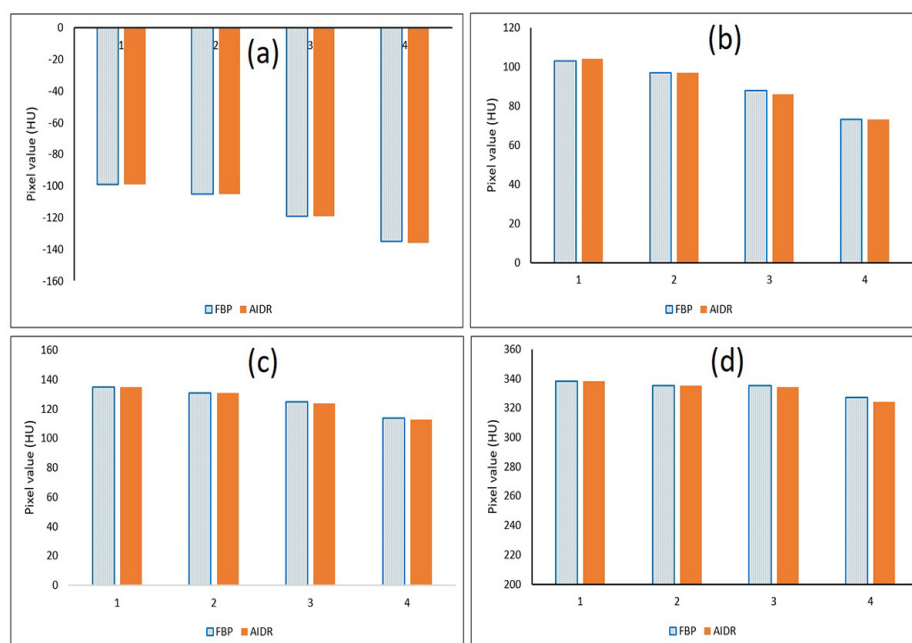 (a)
Pixel value (HU)
0
-20
-40
-60
-80
-100
-120
-140
-160
1 2 3 4
FBP AIDR
(b)
Pixel value (HU)
120
100
80
60
40
20
0
1 2 3 4
FBP AIDR
(c)
Pixel value (HU)
160
140
120
100
80
60
40
20
0
1 2 3 4
FBP AIDR
(d)
Pixel value (HU)
360
340
320
300
280
260
240
220
200
1 2 3 4
FBP AIDR